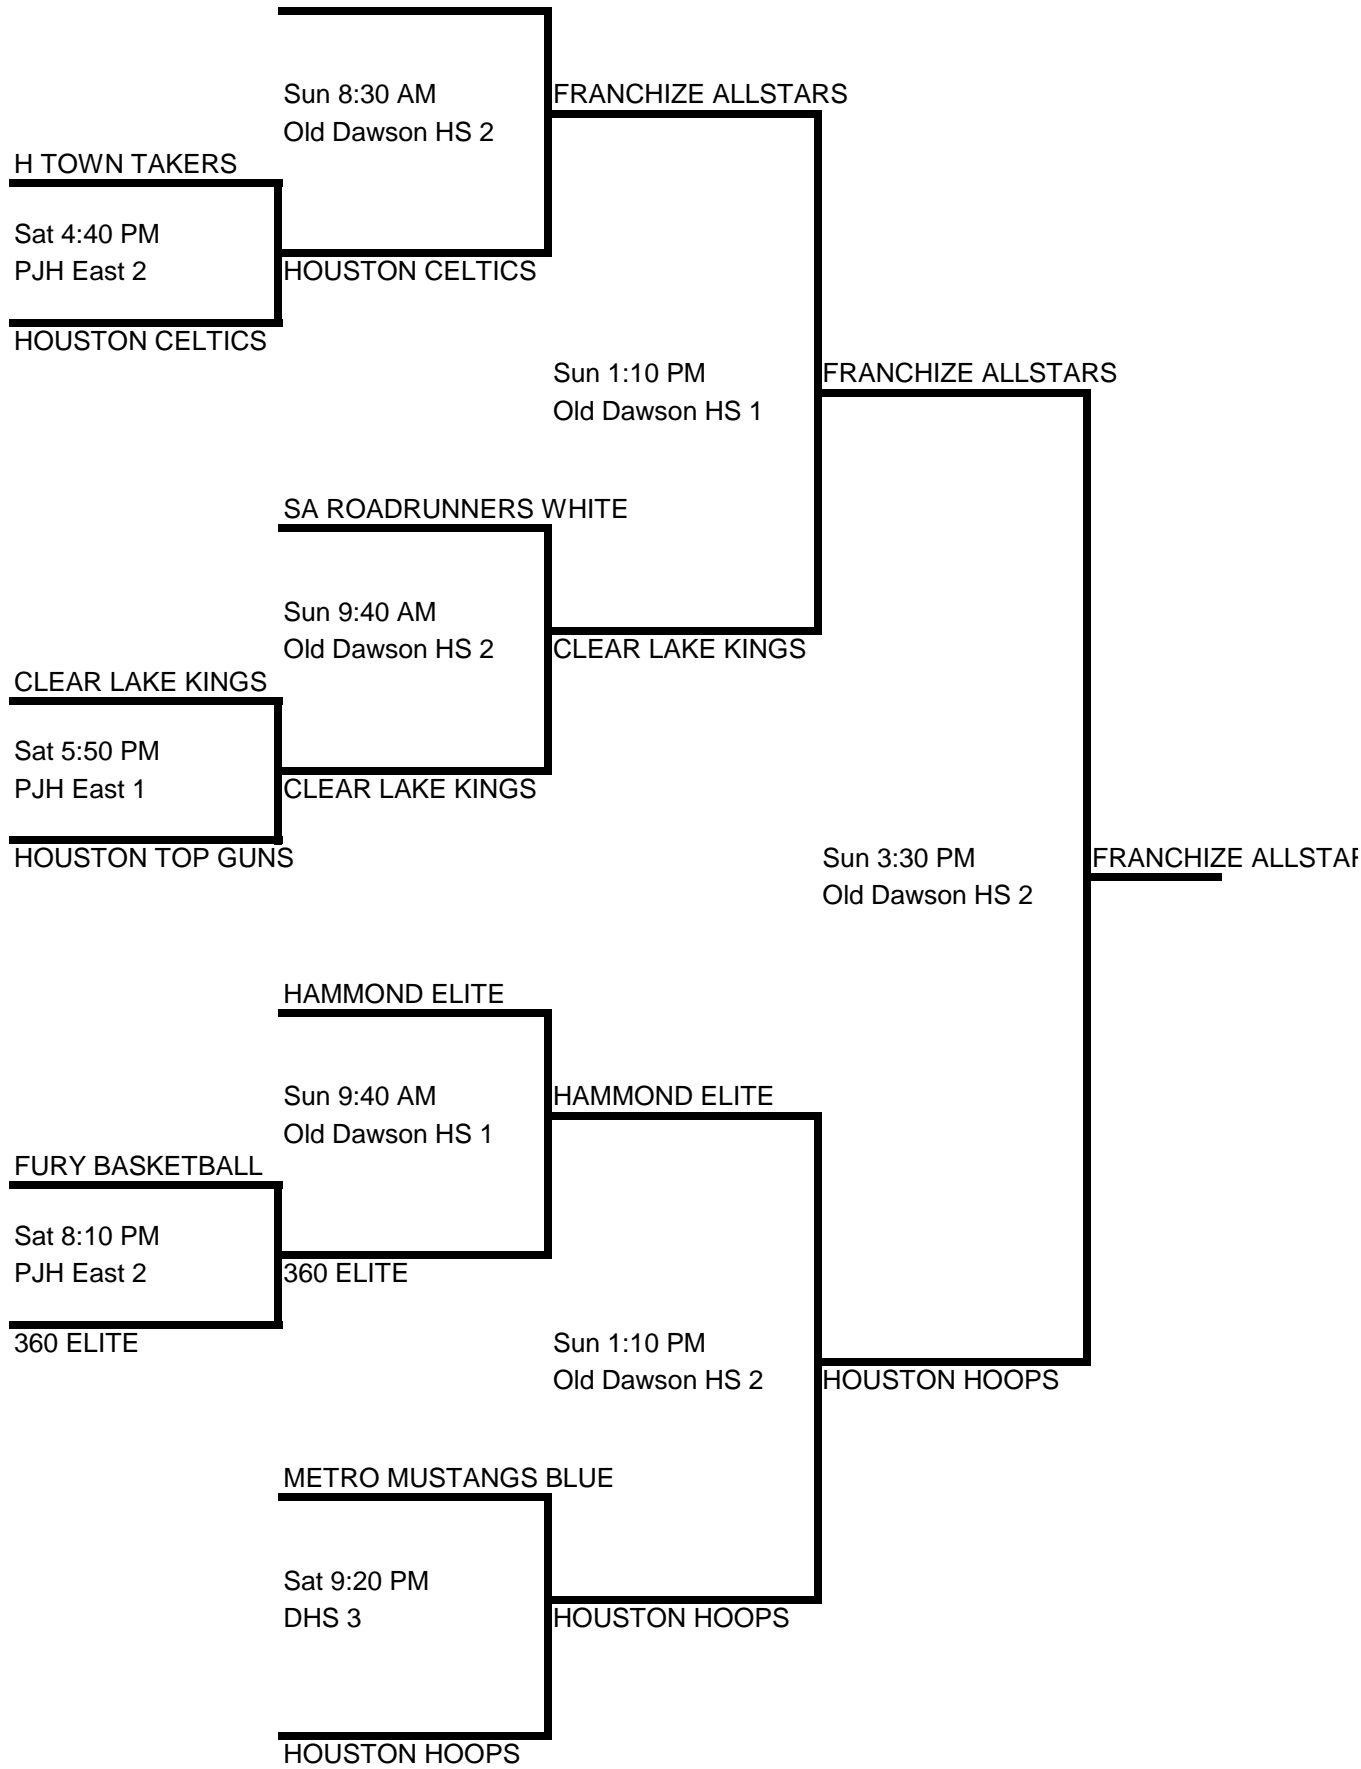 Sun 8:30 AM
Old Dawson HS 2
FRANCHIZE ALLSTARS
H TOWN TAKERS
Sat 4:40 PM
PJH East 2
HOUSTON CELTICS
HOUSTON CELTICS
Sun 1:10 PM
Old Dawson HS 1
FRANCHIZE ALLSTARS
SA ROADRUNNERS WHITE
Sun 9:40 AM
Old Dawson HS 2
CLEAR LAKE KINGS
CLEAR LAKE KINGS
Sat 5:50 PM
PJH East 1
CLEAR LAKE KINGS
HOUSTON TOP GUNS
Sun 3:30 PM
Old Dawson HS 2
FRANCHIZE
HAMMOND ELITE
Sun 9:40 AM
Old Dawson HS 1
HAMMOND ELITE
FURY BASKETBALL
Sat 8:10 PM
PJH East 2
360 ELITE
360 ELITE
Sun 1:10 PM
Old Dawson HS 2
HOUSTON HOOPS
METRO MUSTANGS BLUE
Sat 9:20 PM
DHS 3
HOUSTON HOOPS
HOUSTON HOOPS